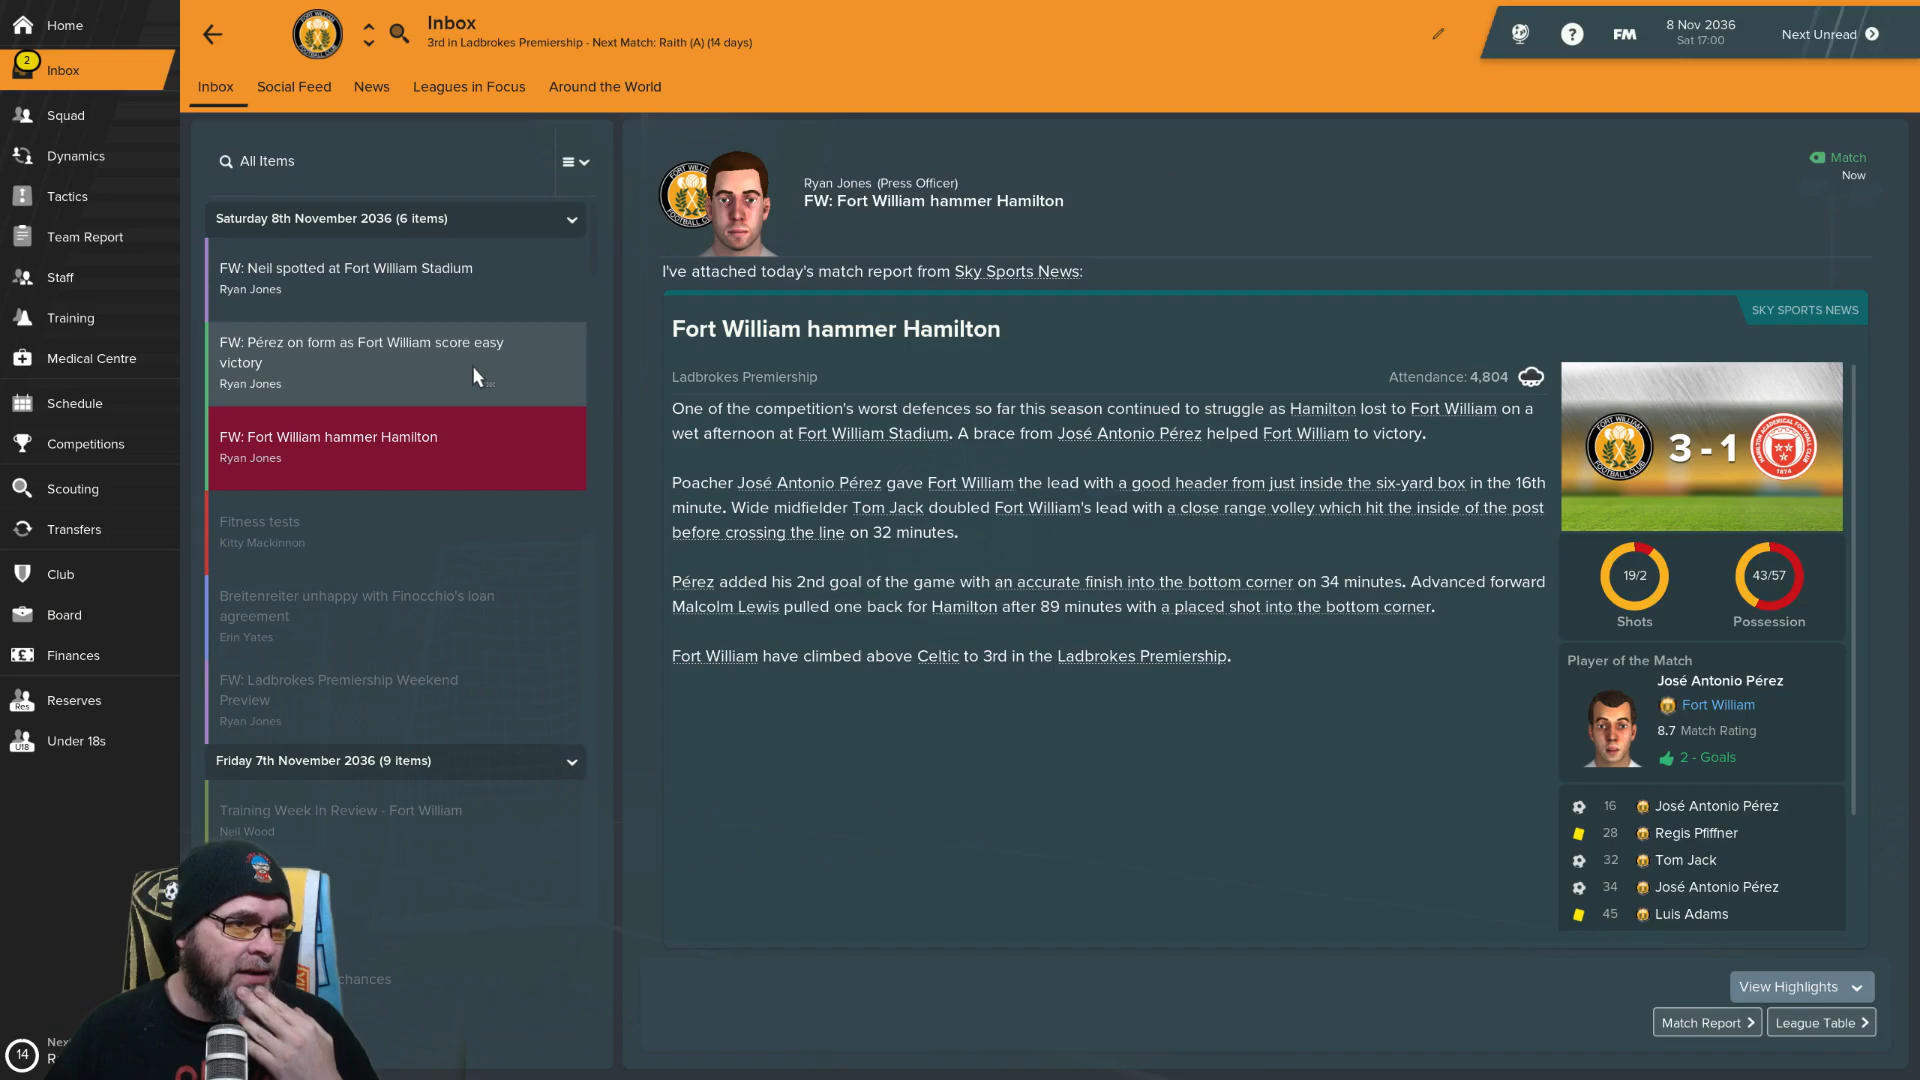 Home
2
Inbox
Squad
Dynamics
Tactics
Team Report
Staff
Training
Medical Centre
Schedule
Competitions
Scouting
Transfers
Club
Board
Finances
Res
Reserves
U18
Under 18s
14
Inbox
3rd in Ladbrokes Premiership - Next Match: Raith (A) (14 days)
?
FM
8 Nov 2036
Sat 17:00
Next Unread
Inbox
Social Feed
News
Leagues in Focus
Around the World
All Items
Saturday 8th November 2036 (6 items)
FW: Neil spotted at Fort William Stadium
Ryan Jones
FW: Pérez on form as Fort William score easy
victory
Ryan Jones
FW: Fort William hammer Hamilton
Ryan Jones
Fitness tests
Kitty Mackinnon
Breitenreiter unhappy with Finocchio's loan
agreement
Erin Yates
FW: Ladbrokes Premiership Weekend
Preview
Ryan Jones
Friday 7th November 2036 (9 items)
Training Week In Review - Fort William
Neil Wood
chances
Ryan Jones (Press Officer)
FW: Fort William hammer Hamilton
Match
Now
I've attached today's match report from Sky Sports News:
SKY SPORTS NEWS
Fort William hammer Hamilton
Ladbrokes Premiership
Attendance: 4,804
One of the competition's worst defences so far this season continued to struggle as Hamilton lost to Fort William on a
wet afternoon at Fort William Stadium. A brace from José Antonio Pérez helped Fort William to victory.
Poacher José Antonio Pérez gave Fort William the lead with a good header from just inside the six-yard box in the 16th
minute. Wide midfielder Tom Jack doubled Fort William's lead with a close range volley which hit the inside of the post
before crossing the line on 32 minutes.
Pérez added his 2nd goal of the game with an accurate finish into the bottom corner on 34 minutes. Advanced forward
Malcolm Lewis pulled one back for Hamilton after 89 minutes with a placed shot into the bottom corner.
Fort William have climbed above Celtic to 3rd in the Ladbrokes Premiership.
3 - 1
19/2
Shots
43/57
Possession
Player of the Match
José Antonio Pérez
Fort William
8.7 Match Rating
2 - Goals
16 José Antonio Pérez
28 Regis Pfiffner
32 Tom Jack
34 José Antonio Pérez
45 Luis Adams
View Highlights
Match Report
League Table